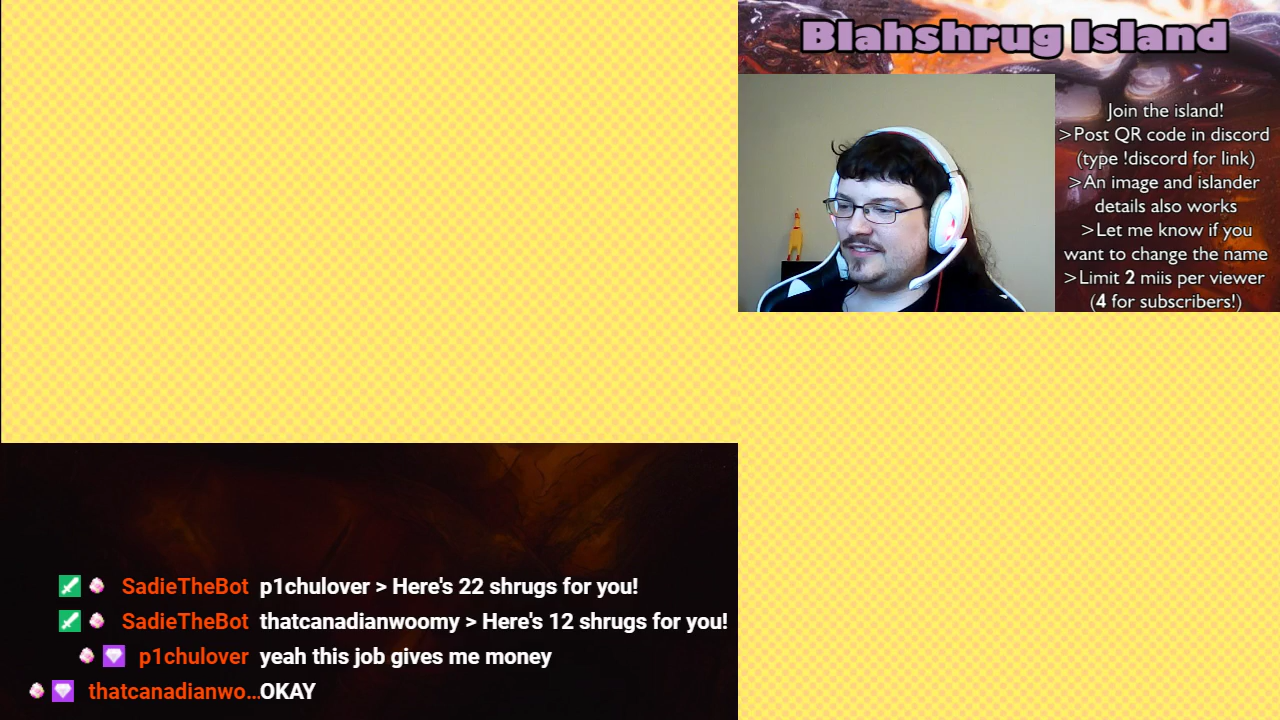 Blahshrug Island
Join the island!
>Post QR code in discord
(type !discord for link)
>An image and islander
details also works
>Let me know if you
want to change the name
>Limit 2 miis per viewer
(4 for subscribers!)
SadieTheBot p1chulover > Here's 22 shrugs for you!
SadieTheBot thatcanadianwoomy > Here's 12 shrugs for you!
p1chulover yeah this job gives me money
thatcanadianwo... OKAY